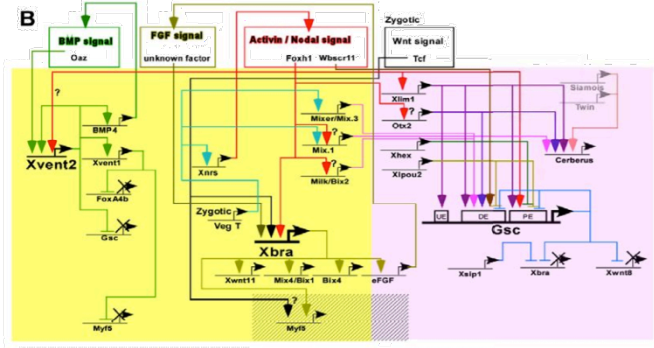 B
BMP signal
Oaz
FGF signal
unknown factor
Activin / Nodal signal
Foxh1 Wbscr11
Zygotic
Wnt signal
Tcf
?
BMP4
Xvent2
Xvent1
FoxA4b
Gsc
Myf5
Xnrs
Mixer/Mix.3
?
Mix.1
?
Milk/Bix2
Zygotic
Veg T
Xbra
Xwnt11
Mix4/Bix1
Bix4
eFGF
?
Myf5
Xlim1
?
Otx2
Xhex
Xlpou2
Siamois
Twin
Cerberus
UE
DE
PE
Gsc
Xslp1
Xbra
Xwnt8